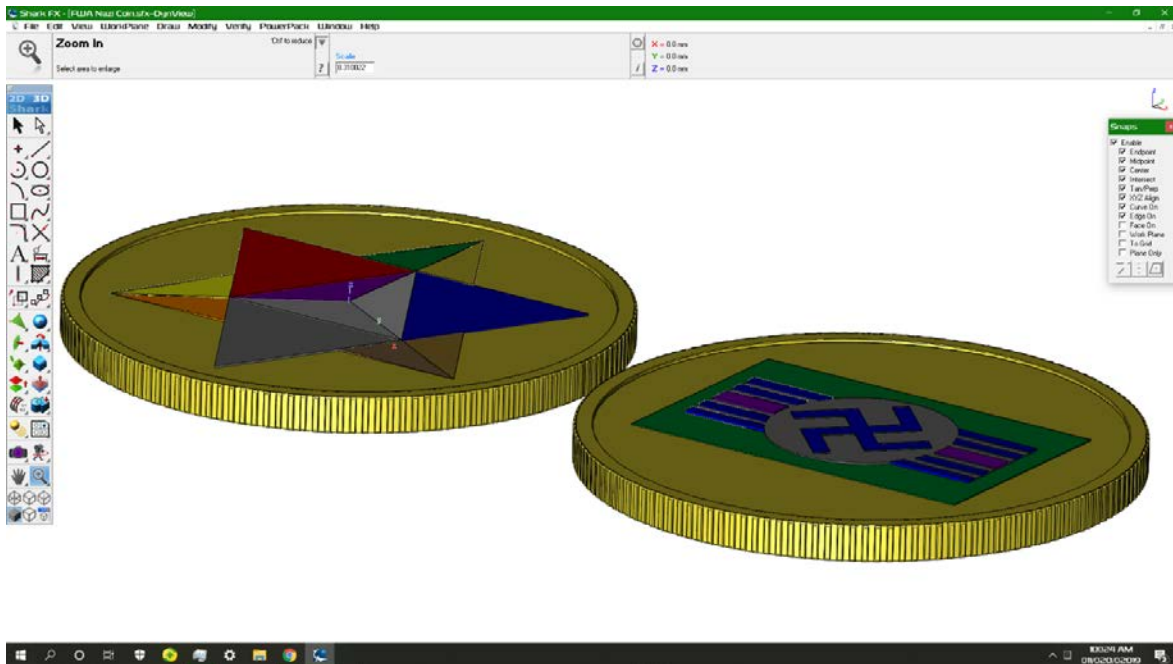 Shark FX - [FWA Nazi Coin.sfx-DynView]
File Edit View WorkPlane Draw Modify Verify PowerPack Window Help
Zoom In
'Ctrl' to reduce
Scale
Select area to enlarge
?
X = 0.0 mm
Y = 0.0 mm
Z = 0.0 mm
2D 3D
Shark
Snaps
Enable
Endpoint
Midpoint
Center
Intersect
Tan/Perp
XYZ Align
Curve On
Edge On
Face On
Work Plane
To Grid
Plane Only
A
10:24 AM